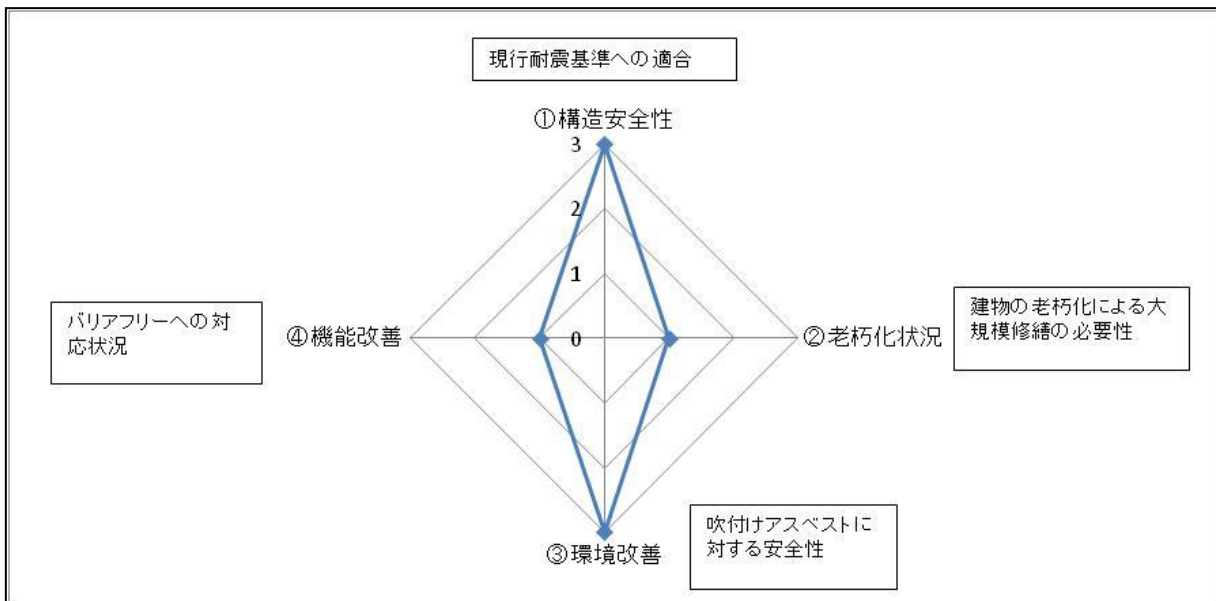 現行耐震基準への適合
①構造安全性
3
2
1
0
バリアフリーへの対
応状況
④機能改善
②老朽化状況
建物の老朽化による大
規模修繕の必要性
吹付けアスベストに
対する安全性
③環境改善